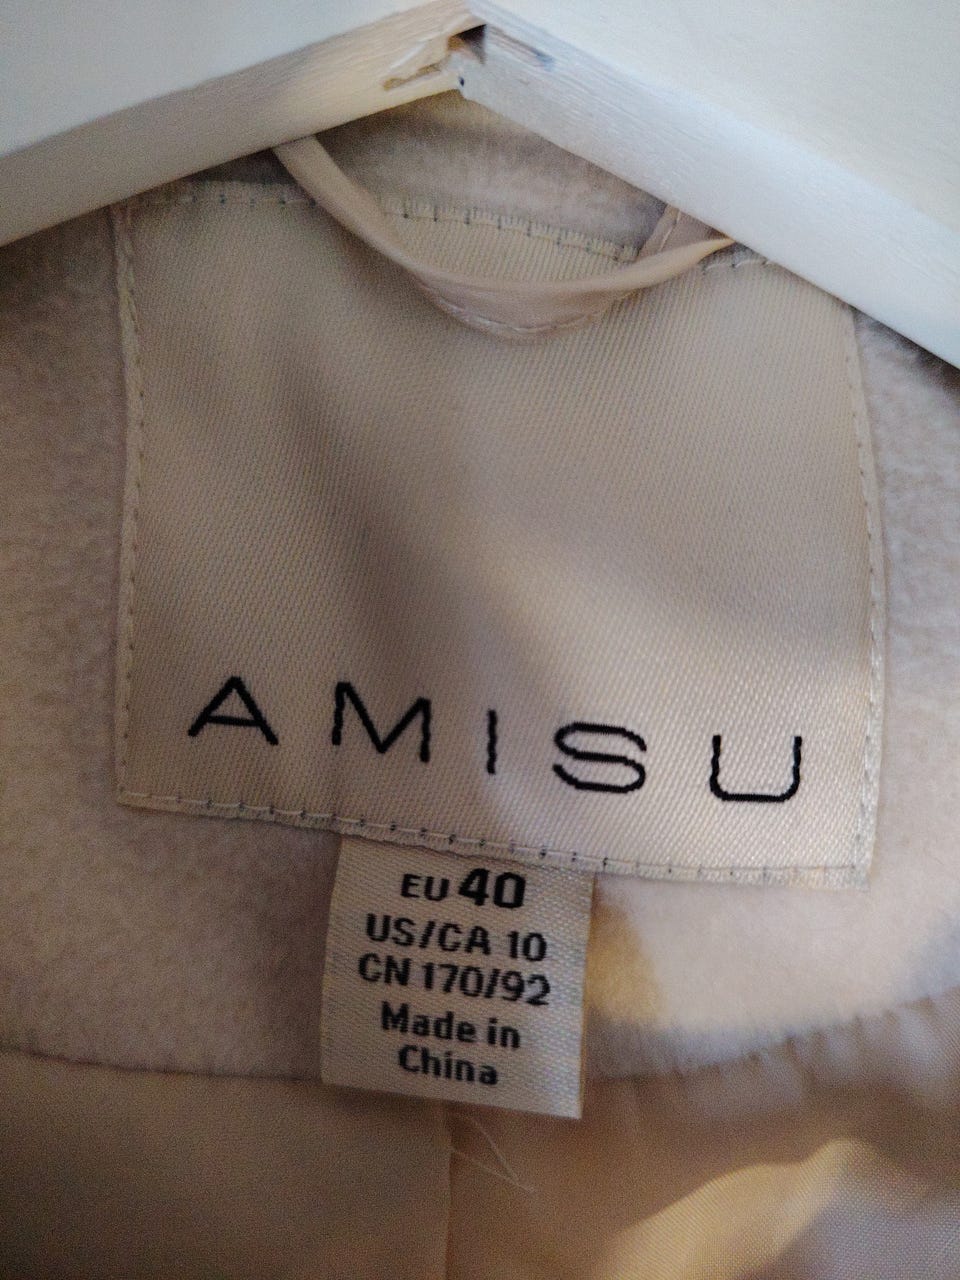 AMISU
EU 40
US/CA 10
CN 170/92
Made in
China